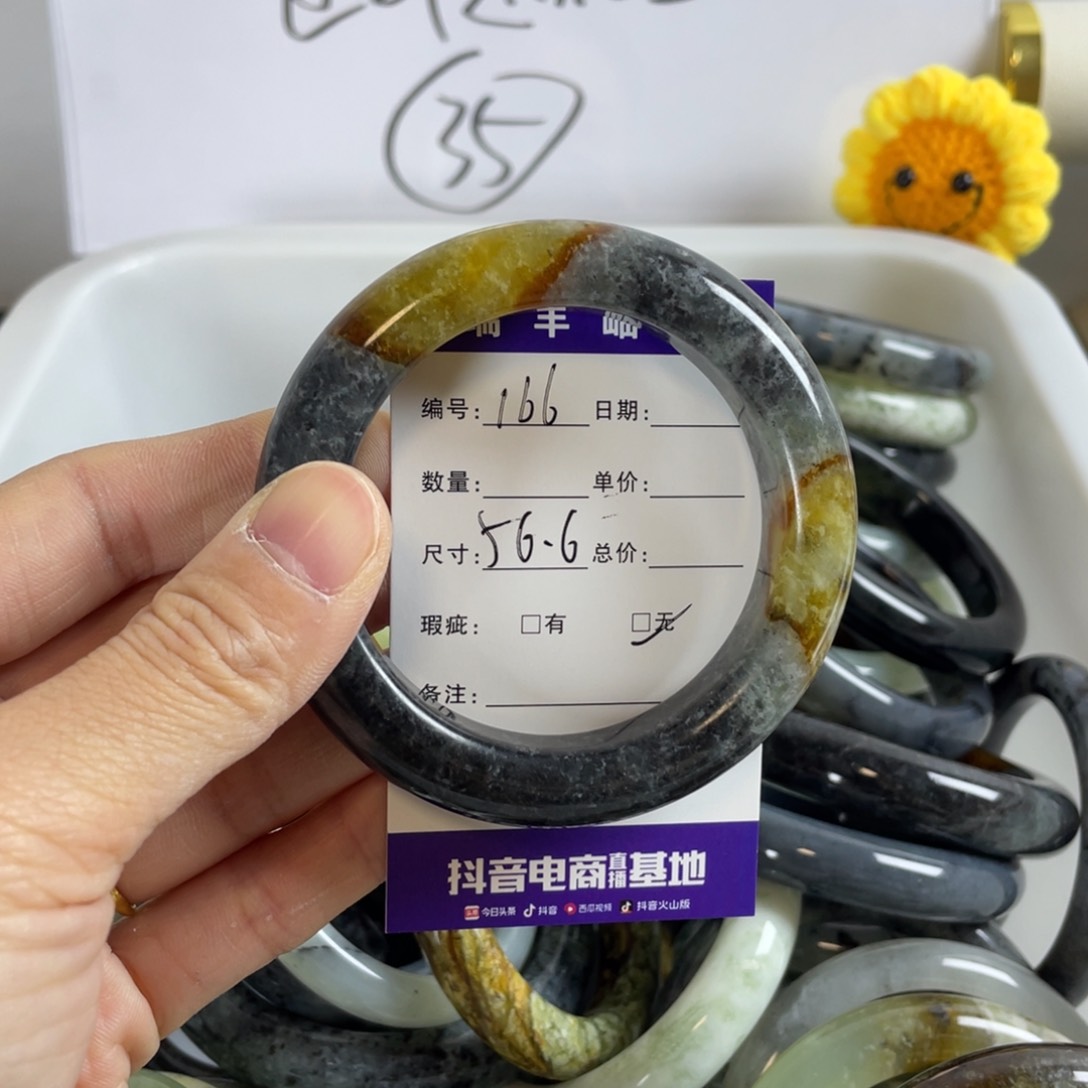 35
编号: 166 日期:
数量: 单价:
尺寸: 56.6 总价:
瑕疵: □有 □无
备注:
抖音电商直播基地
今日头条 抖音 西瓜视频 抖音火山版